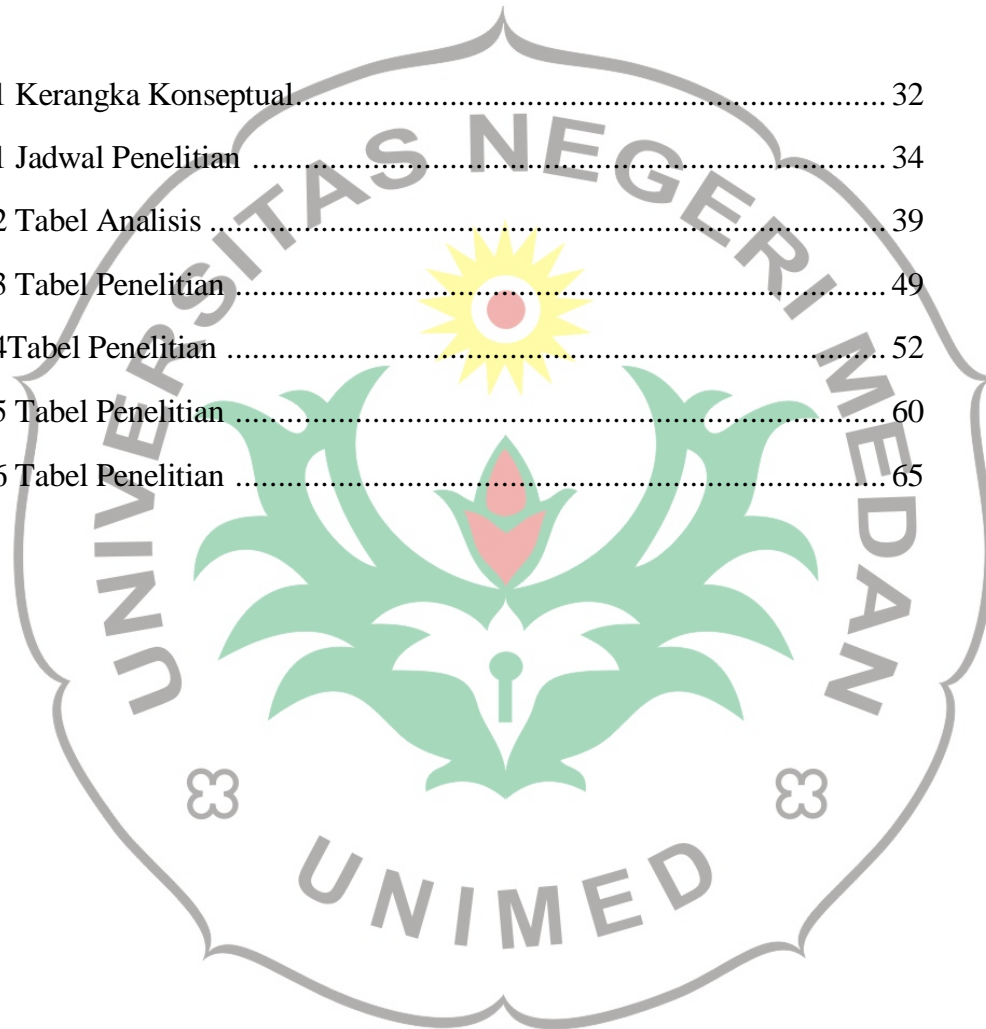 1 Kerangka Konseptual............................................................................ 32
1 Jadwal Penelitian .................................................................................. 34
2 Tabel Analisis ....................................................................................... 39
3 Tabel Penelitian .................................................................................... 49
4Tabel Penelitian ..................................................................................... 52
5 Tabel Penelitian .................................................................................... 60
6 Tabel Penelitian .................................................................................... 65
UNIVERSITAS NEGERI MEDAN
UNIMED